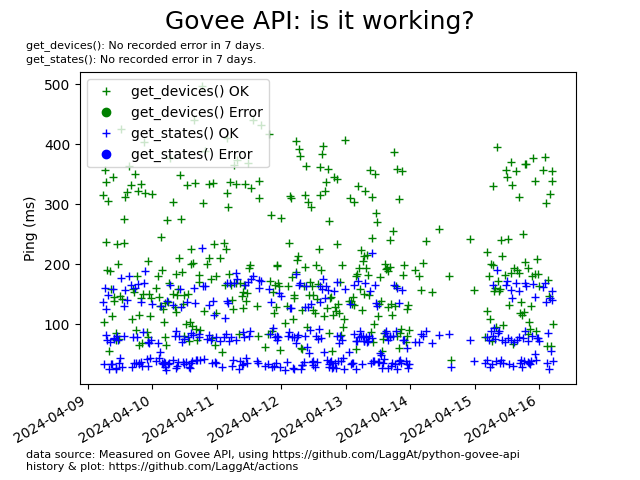 Govee API: is it working?
get_devices(): No recorded error in 7 days.
get_states(): No recorded error in 7 days.
get_devices() OK
get_devices() Error
get_states() OK
get_states() Error
Ping (ms)
500
400
300
200
100
2024-04-09
2024-04-10
2024-04-11
2024-04-12
2024-04-13
2024-04-14
2024-04-15
2024-04-16
data source: Measured on Govee API, using https://github.com/LaggAt/python-govee-api
history & plot: https://github.com/LaggAt/actions